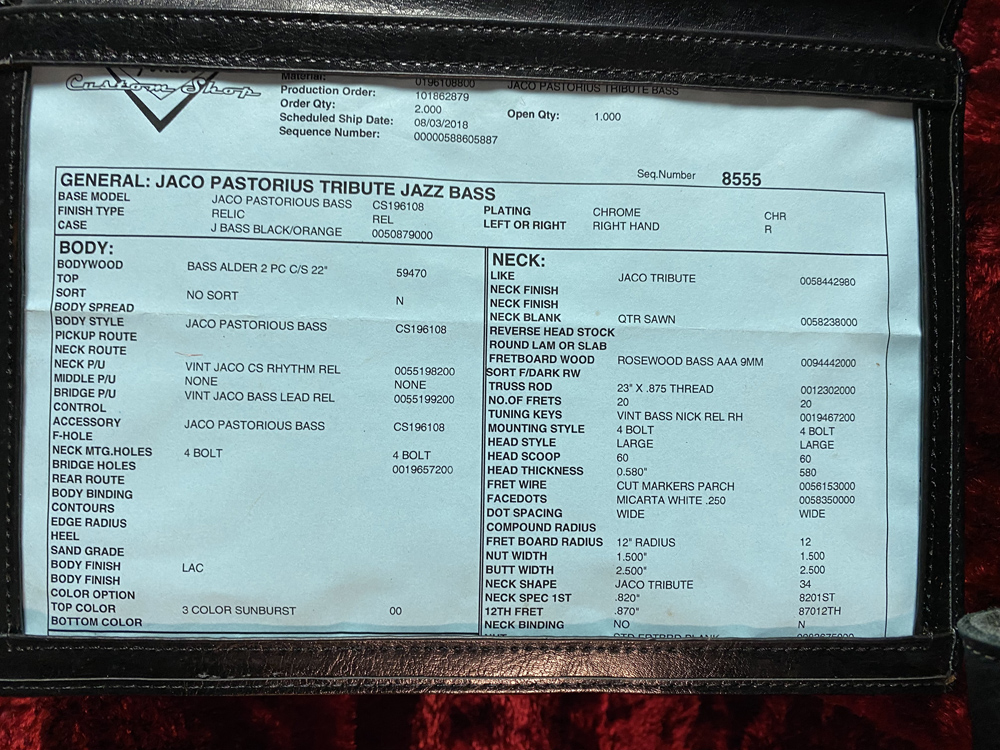 Custom Shop
Material: 0196108800 JACO PASTORIUS TRIBUTE BASS
Production Order: 101862879
Order Qty: 2.000 Open Qty: 1.000
Scheduled Ship Date: 08/03/2018
Sequence Number: 00000588605887
Seq.Number 8555
GENERAL: JACO PASTORIUS TRIBUTE JAZZ BASS
BASE MODEL JACO PASTORIOUS BASS CS196108 PLATING CHROME CHR
FINISH TYPE RELIC REL LEFT OR RIGHT RIGHT HAND R
CASE J BASS BLACK/ORANGE 0050879000
BODY:
BODYWOOD BASS ALDER 2 PC C/S 22" 59470
TOP
SORT NO SORT N
BODY SPREAD
BODY STYLE JACO PASTORIOUS BASS CS196108
PICKUP ROUTE
NECK ROUTE
NECK P/U VINT JACO CS RHYTHM REL 0055198200
MIDDLE P/U NONE NONE
BRIDGE P/U VINT JACO BASS LEAD REL 0055199200
CONTROL
ACCESSORY JACO PASTORIOUS BASS CS196108
F-HOLE
NECK MTG.HOLES 4 BOLT 4 BOLT
BRIDGE HOLES 0019657200
REAR ROUTE
BODY BINDING
CONTOURS
EDGE RADIUS
HEEL
SAND GRADE
BODY FINISH LAC
BODY FINISH
COLOR OPTION
TOP COLOR 3 COLOR SUNBURST 00
BOTTOM COLOR
NECK:
LIKE JACO TRIBUTE 0058442980
NECK FINISH
NECK FINISH
NECK BLANK QTR SAWN 0058238000
REVERSE HEAD STOCK
ROUND LAM OR SLAB
FRETBOARD WOOD ROSEWOOD BASS AAA 9MM 0094442000
SORT F/DARK RW
TRUSS ROD 23" X .875 THREAD 0012302000
NO.OF FRETS 20 20
TUNING KEYS VINT BASS NICK REL RH 0019467200
MOUNTING STYLE 4 BOLT 4 BOLT
HEAD STYLE LARGE LARGE
HEAD SCOOP 60 60
HEAD THICKNESS 0.580" 580
FRET WIRE CUT MARKERS PARCH 0056153000
FACEDOTS MICARTA WHITE .250 0058350000
DOT SPACING WIDE WIDE
COMPOUND RADIUS
FRET BOARD RADIUS 12" RADIUS 12
NUT WIDTH 1.500" 1.500
BUTT WIDTH 2.500" 2.500
NECK SHAPE JACO TRIBUTE 34
NECK SPEC 1ST .820" 8201ST
12TH FRET .870" 87012TH
NECK BINDING NO N